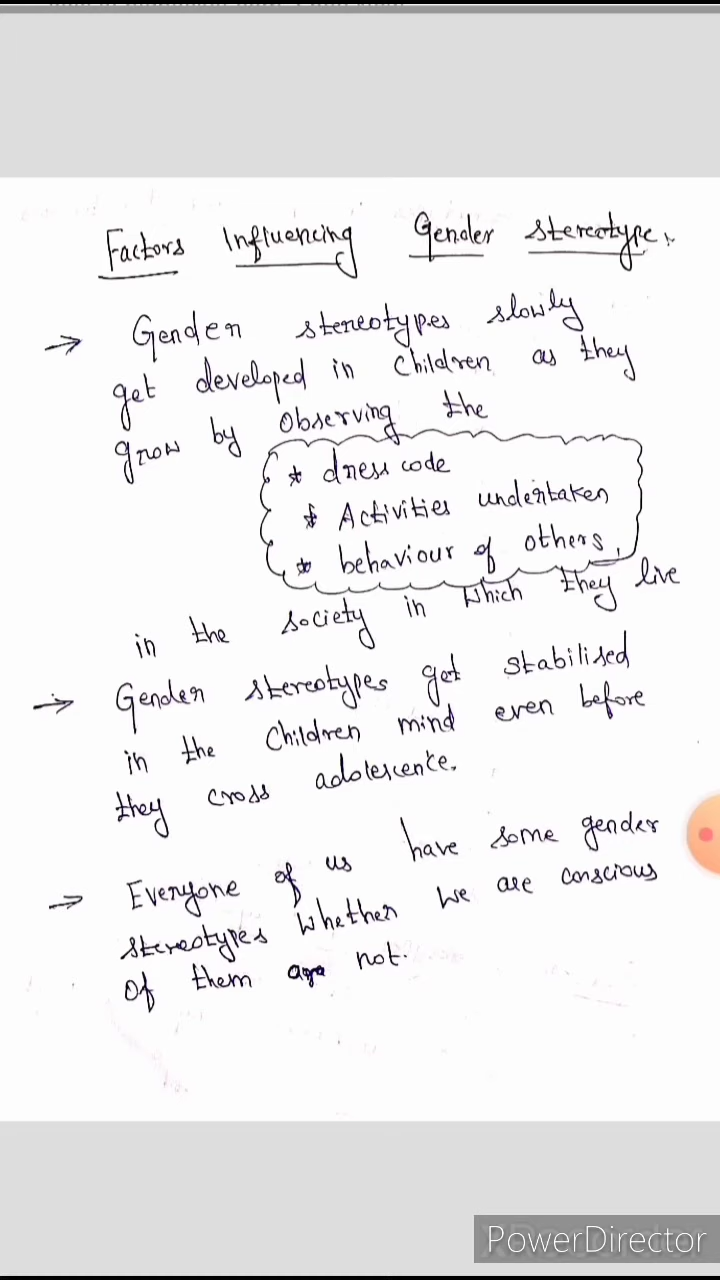 Factors Influencing Gender stereotype.
→ Gender stereotypes slowly
get developed in children as they
grow by observing the
* dress code
* Activities undertaken
* behaviour of others,
in the society in which they live
→ Gender stereotypes get stabilised
in the children mind even before
they cross adolescence.
→ Everyone of us have some gender
stereotypes whether we are conscious
of them not.
PowerDirector